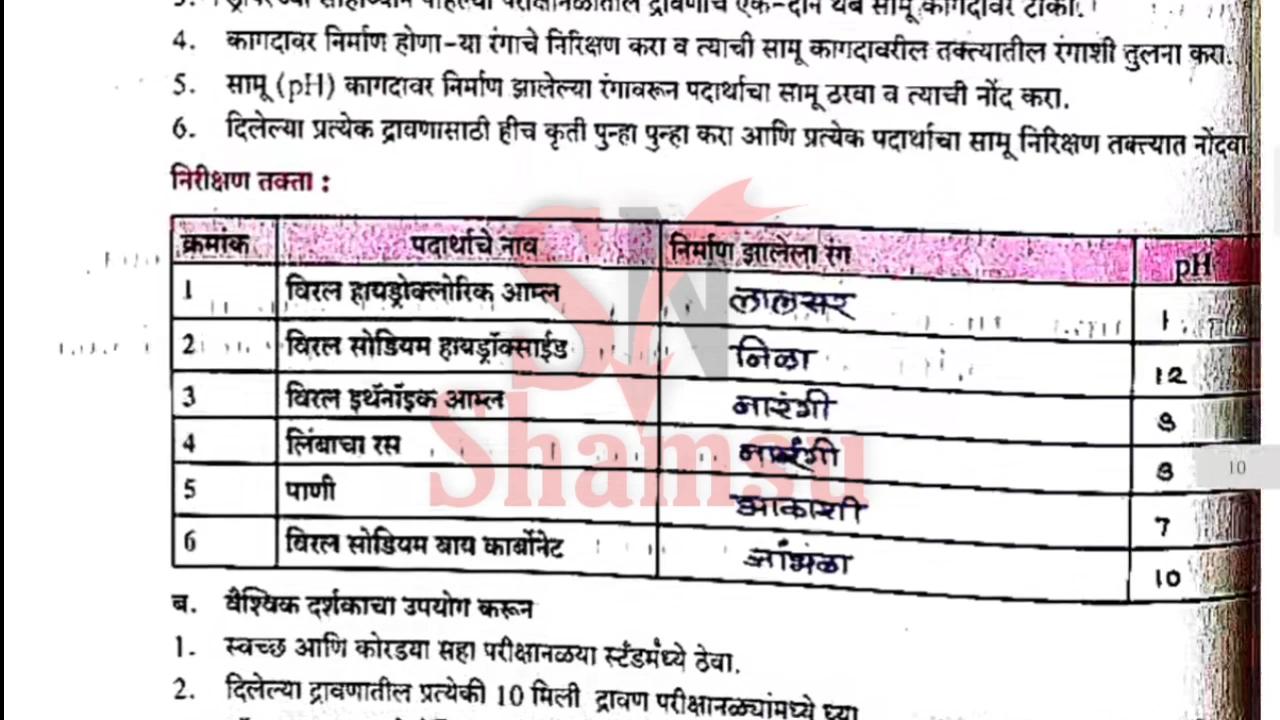 4. कागदावर निर्माण होणा-या रंगाचे निरिक्षण करा व त्याची सामू कागदावरील तक्त्यातील रंगाशी तुलना करा.
5. सामू (pH) कागदावर निर्माण झालेल्या रंगावरून पदार्थाचा सामू ठरवा व त्याची नोंद करा.
6. दिलेल्या प्रत्येक द्रावणासाठी हीच कृती पुन्हा पुन्हा करा आणि प्रत्येक पदार्थाचा सामू निरिक्षण तक्त्यात नोंदवा
निरीक्षण तक्ता :
क्रमांक पदार्थाचे नाव निर्माण झालेला रंग pH
1 विरल हायड्रोक्लोरिक आम्ल लालसर 1
2 विरल सोडियम हायड्रॉक्साईड निळा 12
3 विरल इथॅनॉइक आम्ल नारंगी
4 लिंबाचा रस नारंगी
5 पाणी आकाशी 7
6 विरल सोडियम बाय कार्बोनेट जांभळा 10
SN
Shamsu
10
ब. वैश्विक दर्शकाचा उपयोग करून
1. स्वच्छ आणि कोरडया सहा परीक्षानळया स्टँडमध्ये ठेवा.
2. दिलेल्या द्रावणातील प्रत्येकी 10 मिली द्रावण परीक्षानळ्यांमध्ये घ्या